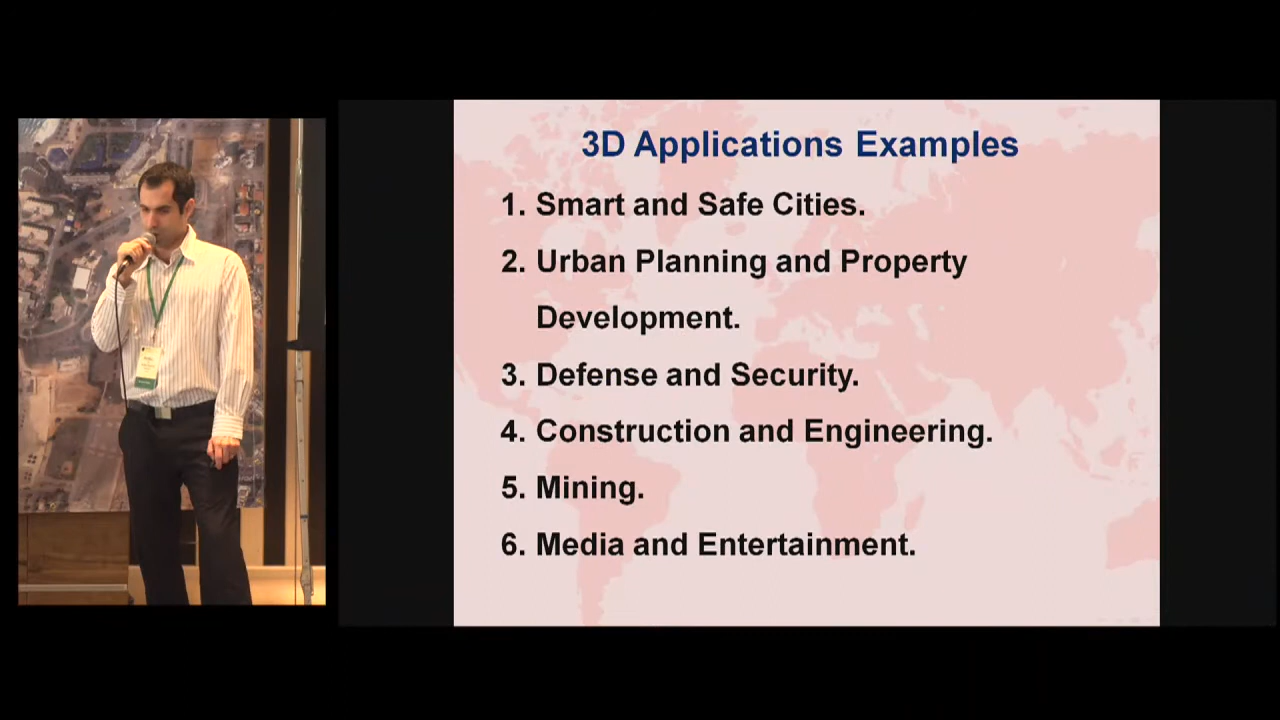 3D Applications Examples
1. Smart and Safe Cities.
2. Urban Planning and Property
Development.
3. Defense and Security.
4. Construction and Engineering.
5. Mining.
6. Media and Entertainment.